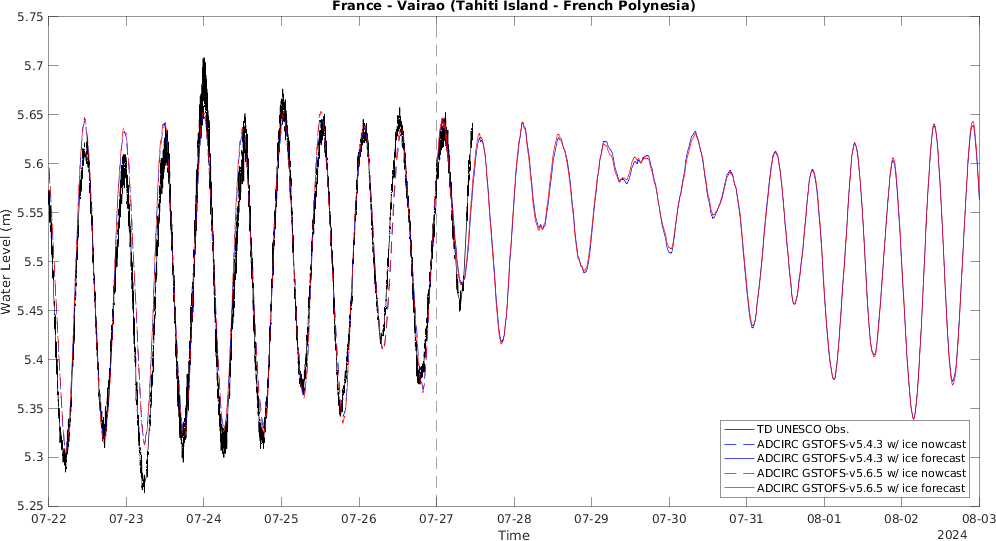 France - Vairao (Tahiti Island - French Polynesia)
5.75
5.7
5.65
5.6
5.55
5.5
5.45
5.4
5.35
5.3
5.25
Water Level (m)
TD UNESCO Obs.
ADCIRC GSTOFS-v5.4.3 w/ ice nowcast
ADCIRC GSTOFS-v5.4.3 w/ ice forecast
ADCIRC GSTOFS-v5.6.5 w/ ice nowcast
ADCIRC GSTOFS-v5.6.5 w/ ice forecast
07-22 07-23 07-24 07-25 07-26 07-27 07-28 07-29 07-30 07-31 08-01 08-02 08-03
Time
2024